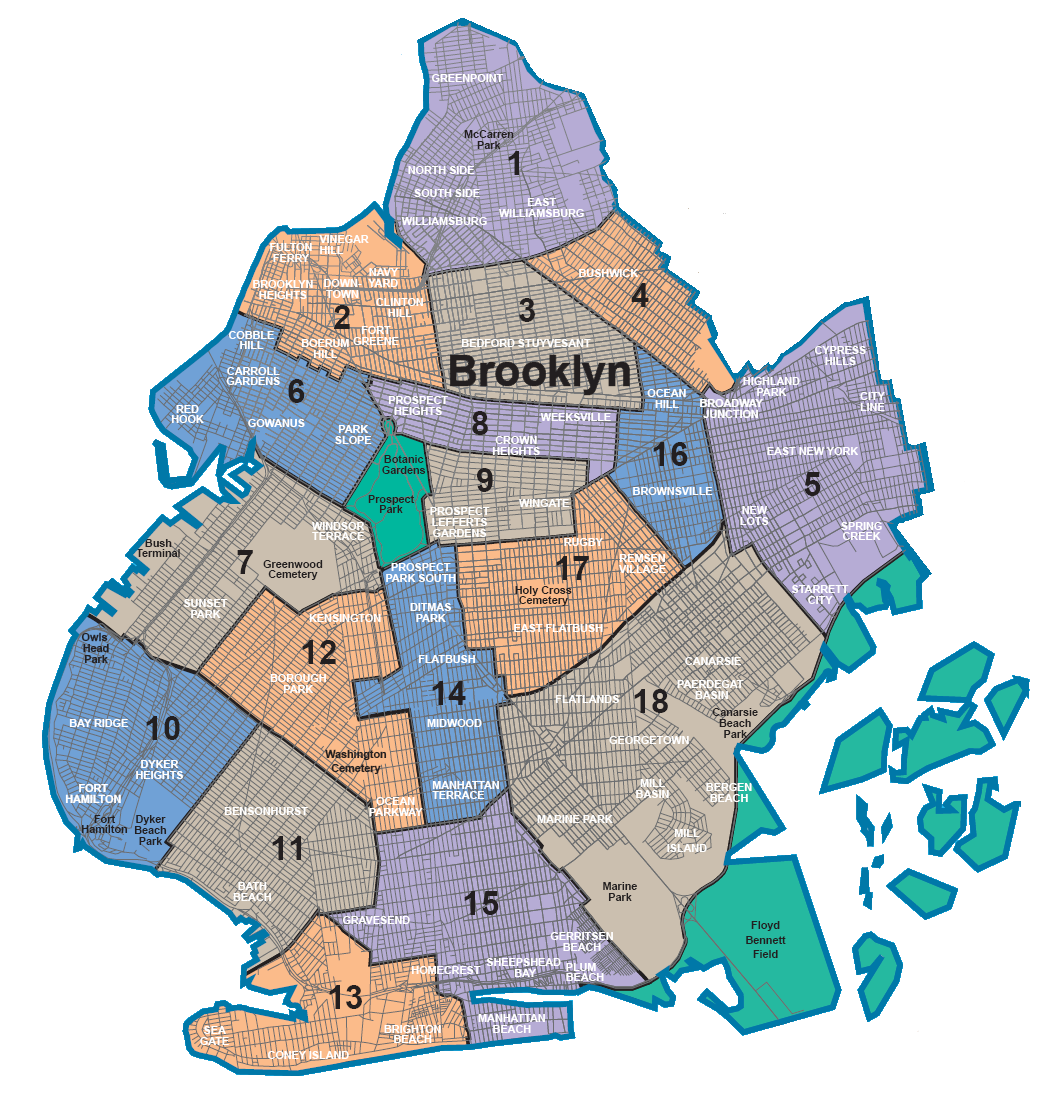 GREENPOINT
McCarren
Park
1
NORTH SIDE
SOUTH SIDE
EAST
WILLIAMSBURG
WILLIAMSBURG
VINEGAR
HILL
FULTON
FERRY
NAVY
YARD
BROOKLYN
HEIGHTS
DOWN-
TOWN
CLINTON
HILL
2
FORT
GREENE
BOERUM
HILL
BUSHWICK
4
3
BEDFORD STUYVESANT
Brooklyn
COBBLE
HILL
CARROLL
GARDENS
6
RED
HOOK
GOWANUS
PARK
SLOPE
PROSPECT
HEIGHTS
8
WEEKSVILLE
CROWN
HEIGHTS
OCEAN
HILL
16
BROWNSVILLE
CYPRESS
HILLS
HIGHLAND
PARK
CITY
LINE
BROADWAY
JUNCTION
EAST NEW YORK
5
NEW
LOTS
SPRING
CREEK
STARRETT
CITY
Botanic
Gardens
Prospect
Park
9
WINGATE
PROSPECT
LEFFERTS
GARDENS
WINDSOR
TERRACE
Bush
Terminal
7
Greenwood
Cemetery
SUNSET
PARK
RUGBY
REMSEN
VILLAGE
17
Holy Cross
Cemetery
EAST FLATBUSH
PROSPECT
PARK SOUTH
DITMAS
PARK
FLATBUSH
14
MIDWOOD
MANHATTAN
TERRACE
KENSINGTON
12
BOROUGH
PARK
Washington
Cemetery
OCEAN
PARKWAY
Owls
Head
Park
BAY RIDGE
10
DYKER
HEIGHTS
FORT
HAMILTON
Fort
Hamilton
Dyker
Beach
Park
CANARSIE
PAERDEGAT
BASIN
FLATLANDS
18
Canarsie
Beach
Park
GEORGETOWN
MILL
BASIN
BERGEN
BEACH
MARINE PARK
MILL
ISLAND
Marine
Park
BENSONHURST
11
BATH
BEACH
15
GRAVESEND
GERRITSEN
BEACH
HOMECREST
SHEEPSHEAD
BAY
PLUM
BEACH
Floyd
Bennett
Field
13
SEA
GATE
BRIGHTON
BEACH
CONEY ISLAND
MANHATTAN
BEACH